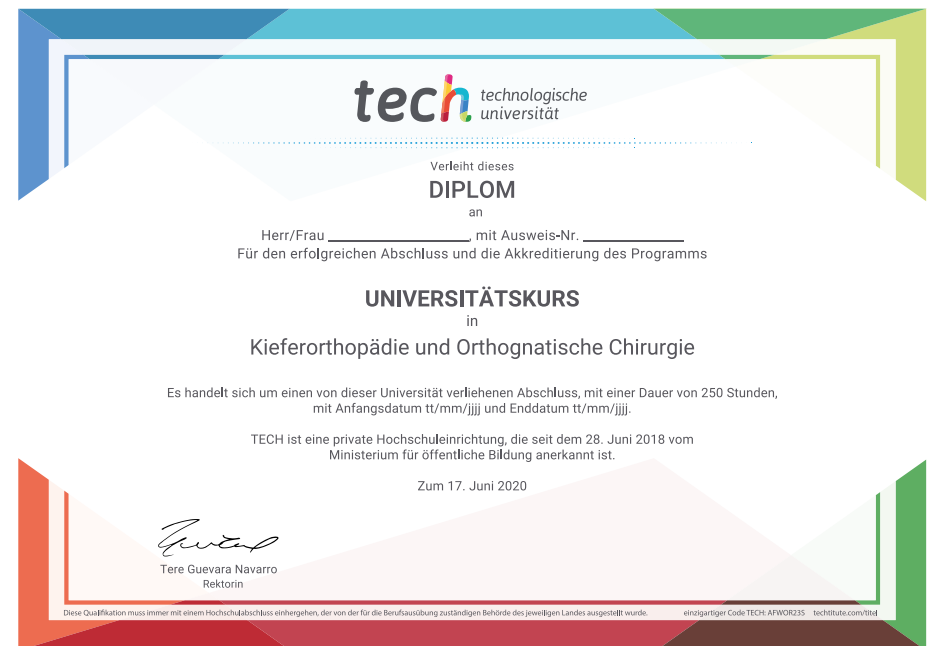 tech technologische
universität
Verleiht dieses
DIPLOM
an
Herr/Frau ____________________, mit Ausweis-Nr. ______________
Für den erfolgreichen Abschluss und die Akkreditierung des Programms
UNIVERSITÄTSKURS
in
Kieferorthopädie und Orthognatische Chirurgie
Es handelt sich um einen von dieser Universität verliehenen Abschluss, mit einer Dauer von 250 Stunden,
mit Anfangsdatum tt/mm/jjjj und Enddatum tt/mm/jjjj.
TECH ist eine private Hochschuleinrichtung, die seit dem 28. Juni 2018 vom
Ministerium für öffentliche Bildung anerkannt ist.
Zum 17. Juni 2020
Tere Guevara Navarro
Rektorin
Diese Qualifikation muss immer mit einem Hochschulabschluss einhergehen, der von der für die Berufsausübung zuständigen Behörde des jeweiligen Landes ausgestellt wurde. einzigartiger Code TECH: AFWOR23S techtitute.com/titel